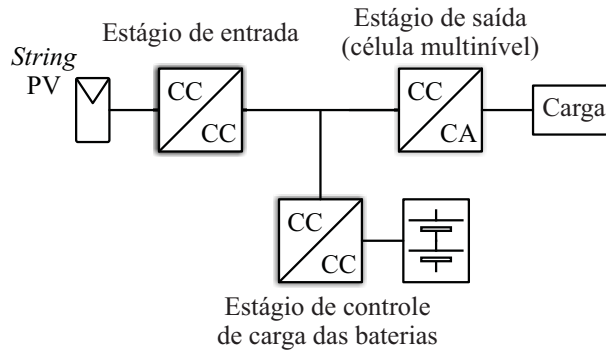 Estágio de entrada
Estágio de saída
(célula multinível)
String
PV
CC
CC
CC
CA
Carga
CC
CC
Estágio de controle
de carga das baterias